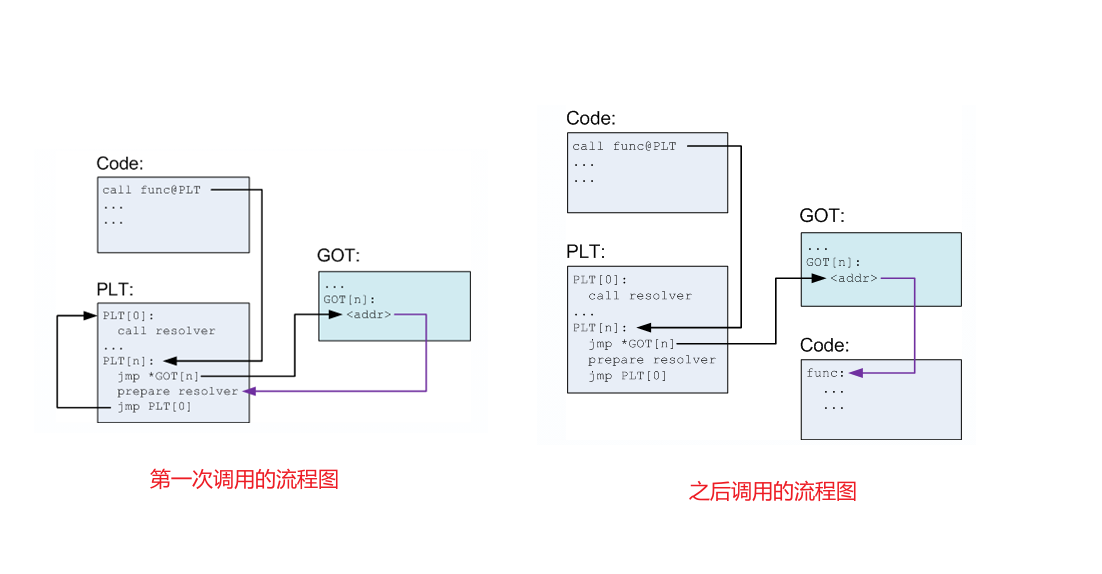 Code:
call func@PLT
...
...
PLT:
PLT[0]:
call resolver
...
PLT[n]:
jmp *GOT[n]
prepare resolver
jmp PLT[0]
GOT:
...
GOT[n]:
<addr>
第一次调用的流程图
Code:
call func@PLT
...
...
PLT:
PLT[0]:
call resolver
...
PLT[n]:
jmp *GOT[n]
prepare resolver
jmp PLT[0]
GOT:
...
GOT[n]:
<addr>
Code:
func:
...
...
之后调用的流程图